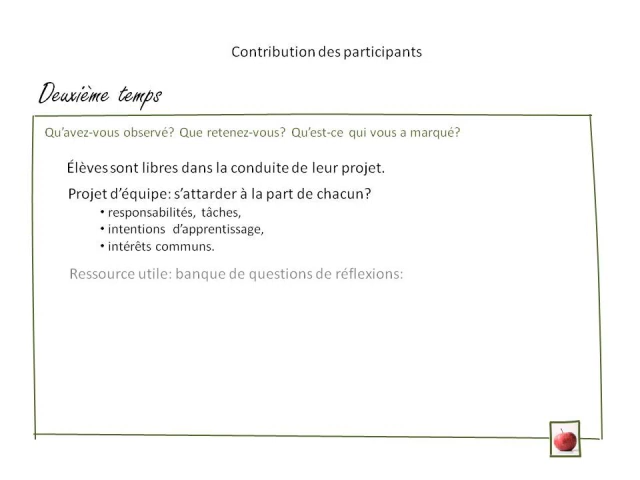 Contribution des participants
Deuxième temps
Qu'avez-vous observé? Que retenez-vous? Qu'est-ce qui vous a marqué?
Élèves sont libres dans la conduite de leur projet.
Projet d'équipe: s'attarder à la part de chacun?
• responsabilités, tâches,
• intentions d'apprentissage,
• intérêts communs.
Ressource utile: banque de questions de réflexions: